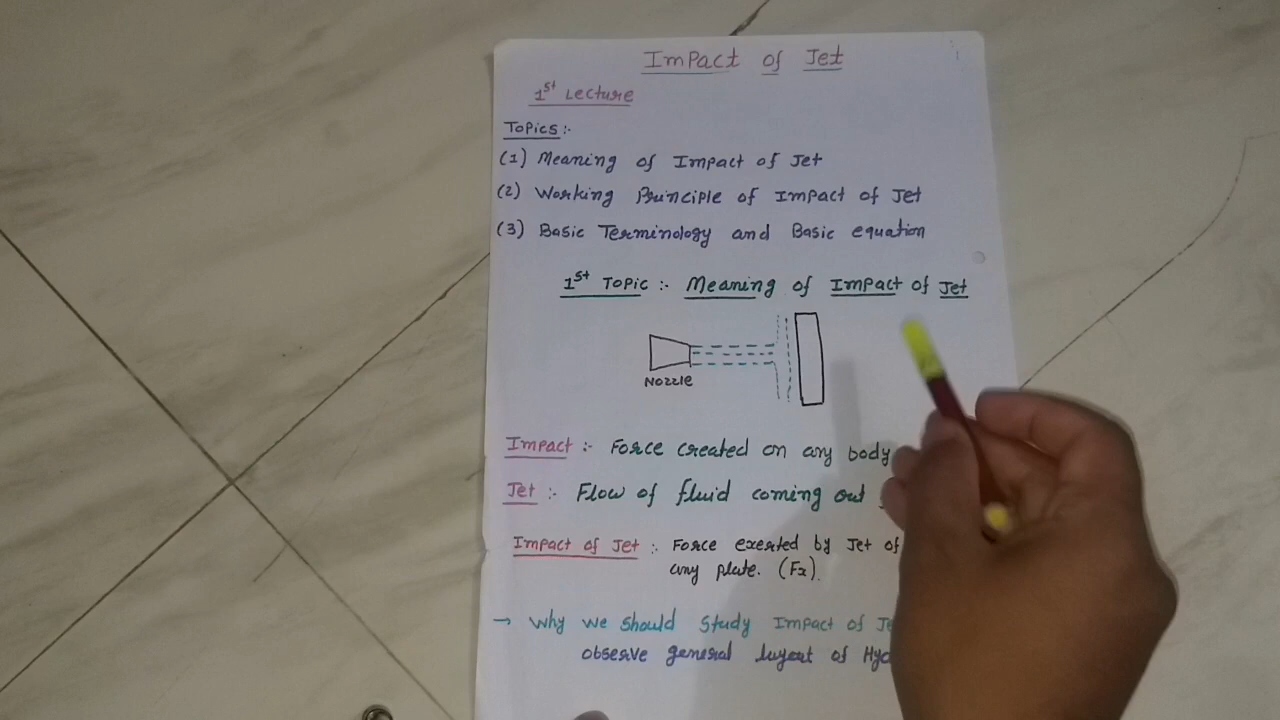 Impact of Jet
1st Lecture
Topics :-
(1) Meaning of Impact of Jet
(2) Working Principle of Impact of Jet
(3) Basic Terminology and Basic equation
1st Topic :- Meaning of Impact of Jet
Nozzle
Impact :- Force created on any body
Jet :- Flow of fluid coming out
Impact of Jet :- Force exerted by Jet of
any plate. (Fx).
→ Why we should study Impact of
observe general layout of